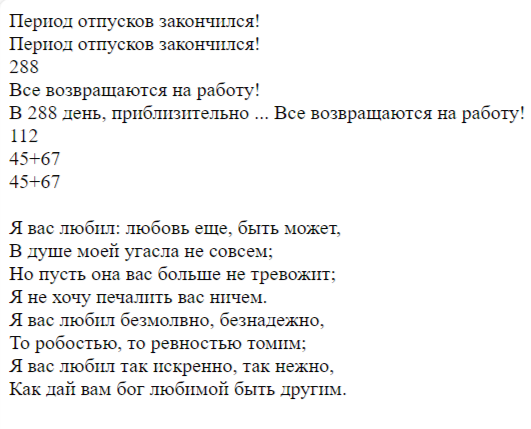 Период отпусков закончился!
Период отпусков закончился!
288
Все возвращаются на работу!
В 288 день, приблизительно ... Все возвращаются на работу!
112
45+67
45+67

Я вас любил: любовь еще, быть может,
В душе моей угасла не совсем;
Но пусть она вас больше не тревожит;
Я не хочу печалить вас ничем.
Я вас любил безмолвно, безнадежно,
То робостью, то ревностью томим;
Я вас любил так искренно, так нежно,
Как дай вам бог любимой быть другим.